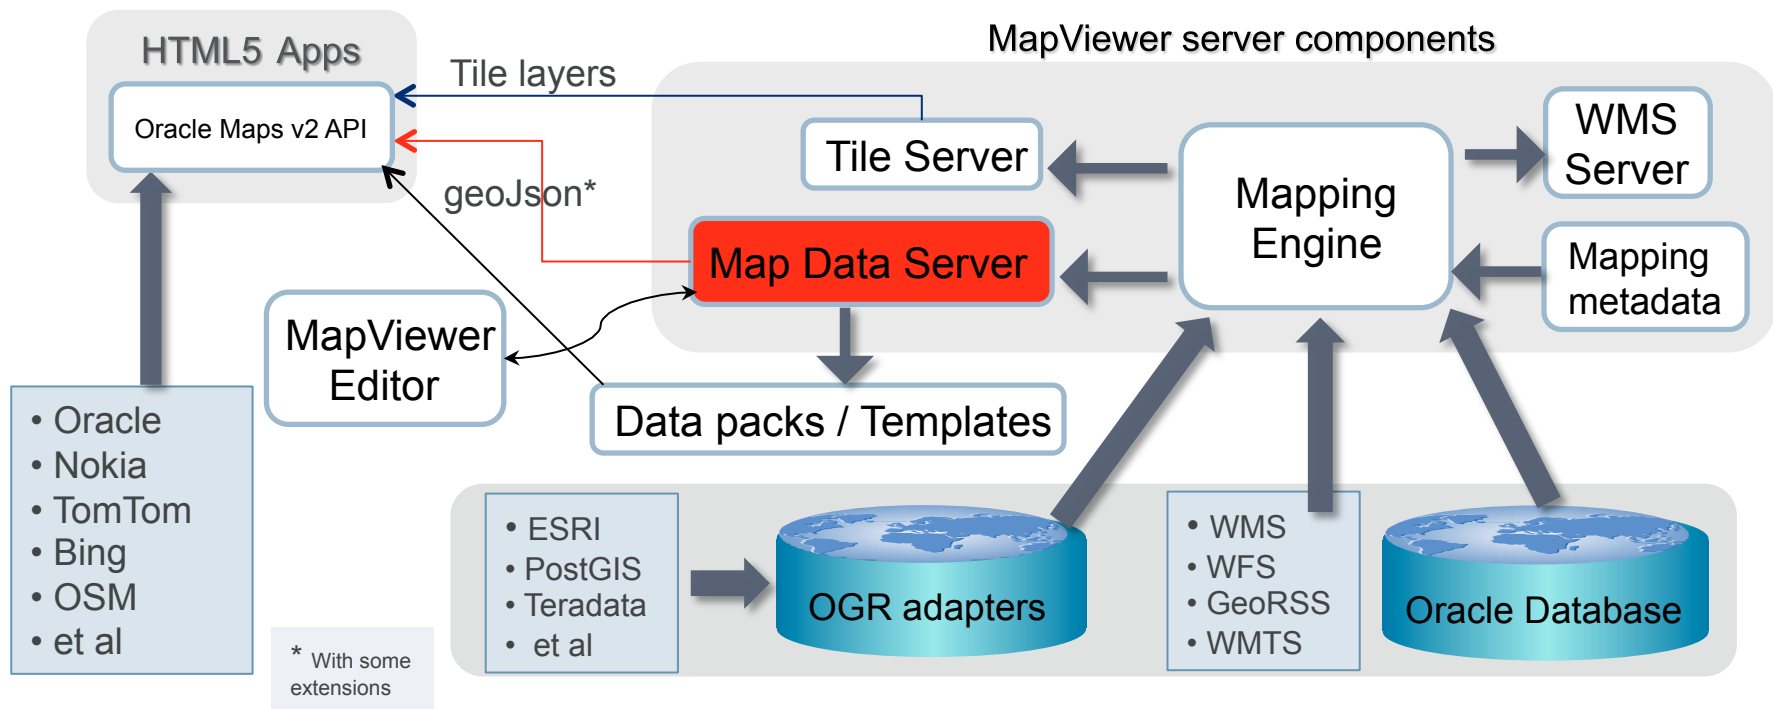 MapViewer server components
HTML5 Apps
Oracle Maps v2 API
Tile layers
geoJson*
Tile Server
Map Data Server
Mapping
Engine
WMS
Server
Mapping
metadata
MapViewer
Editor
Data packs / Templates
• Oracle
• Nokia
• TomTom
• Bing
• OSM
• et al
* With some
extensions
• ESRI
• PostGIS
• Teradata
• et al
OGR adapters
• WMS
• WFS
• GeoRSS
• WMTS
Oracle Database